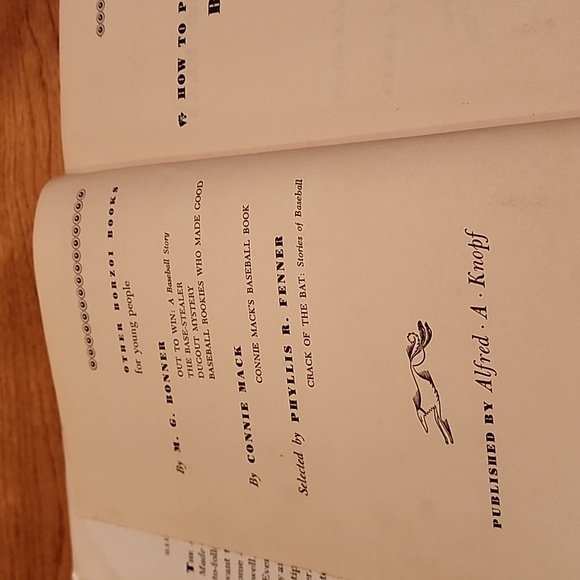 OTHER BORZOI BOOKS
for young people
By M. G. BONNER
OUT TO WIN: A Baseball Story
THE BASE-STEALER
DUGOUT MYSTERY
BASEBALL ROOKIES WHO MADE GOOD
By CONNIE MACK
CONNIE MACK'S BASEBALL BOOK
Selected by PHYLLIS R. FENNER
CRACK OF THE BAT: Stories of Baseball
PUBLISHED BY Alfred · A · Knopf
HOW TO P